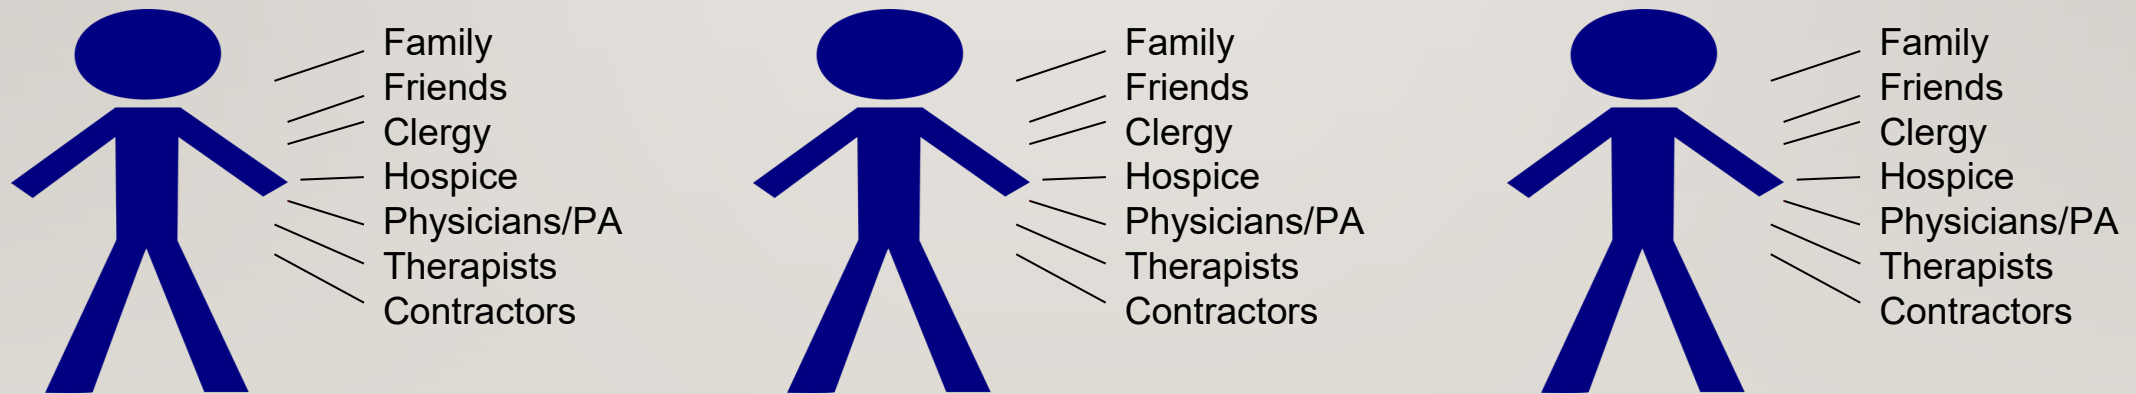 Family
Friends
Clergy
Hospice
Physicians/PA
Therapists
Contractors
Family
Friends
Clergy
Hospice
Physicians/PA
Therapists
Contractors
Family
Friends
Clergy
Hospice
Physicians/PA
Therapists
Contractors